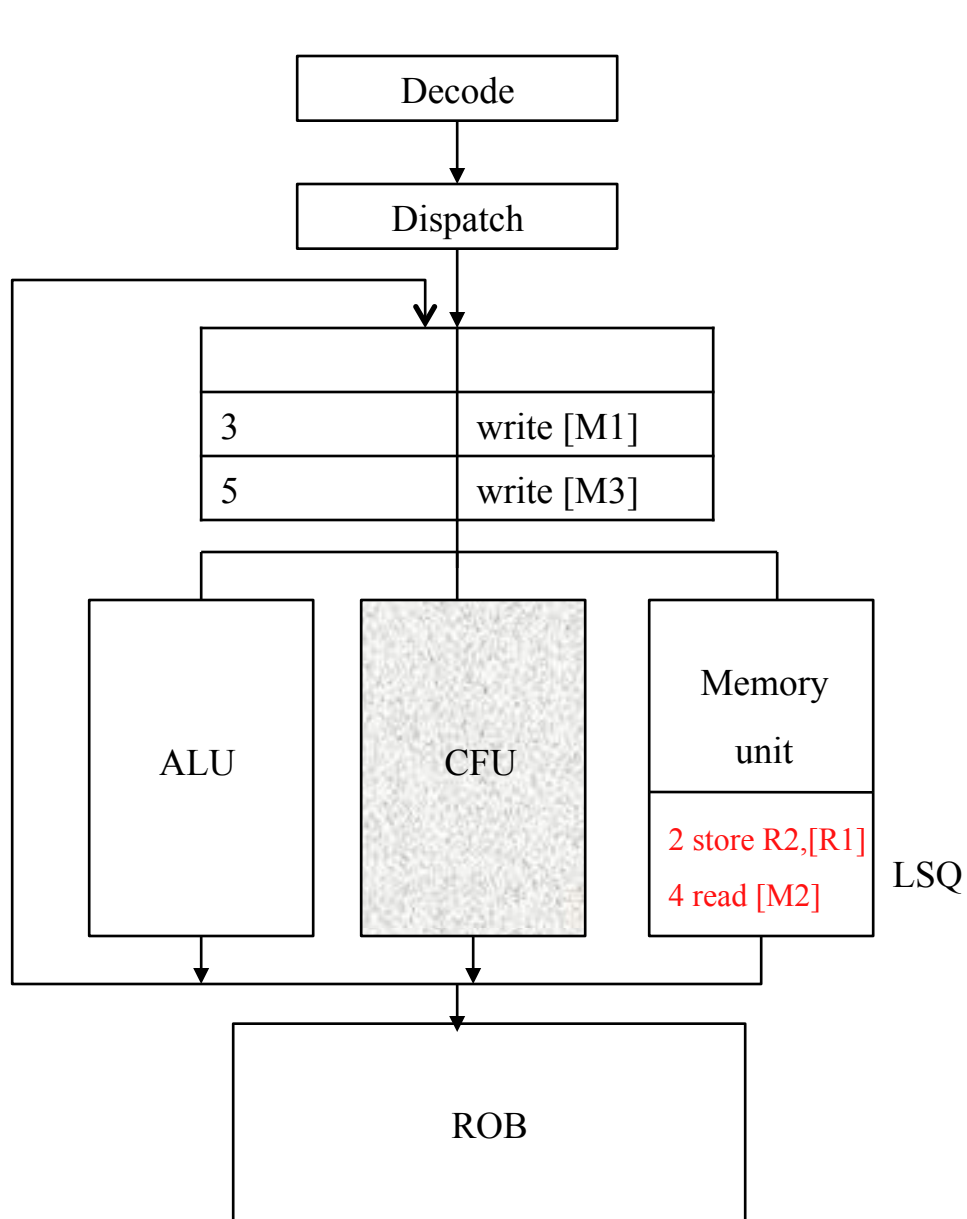 Decode
Dispatch
3 write [M1]
5 write [M3]
ALU
CFU
Memory
unit
2 store R2,[R1]
4 read [M2]
LSQ
ROB